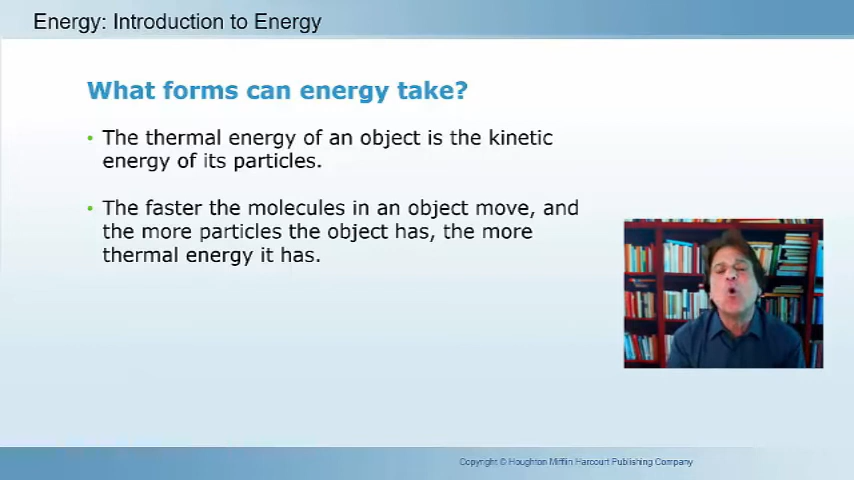 Energy: Introduction to Energy
What forms can energy take?
• The thermal energy of an object is the kinetic
energy of its particles.
• The faster the molecules in an object move, and
the more particles the object has, the more
thermal energy it has.
Copyright © Houghton Mifflin Harcourt Publishing Company